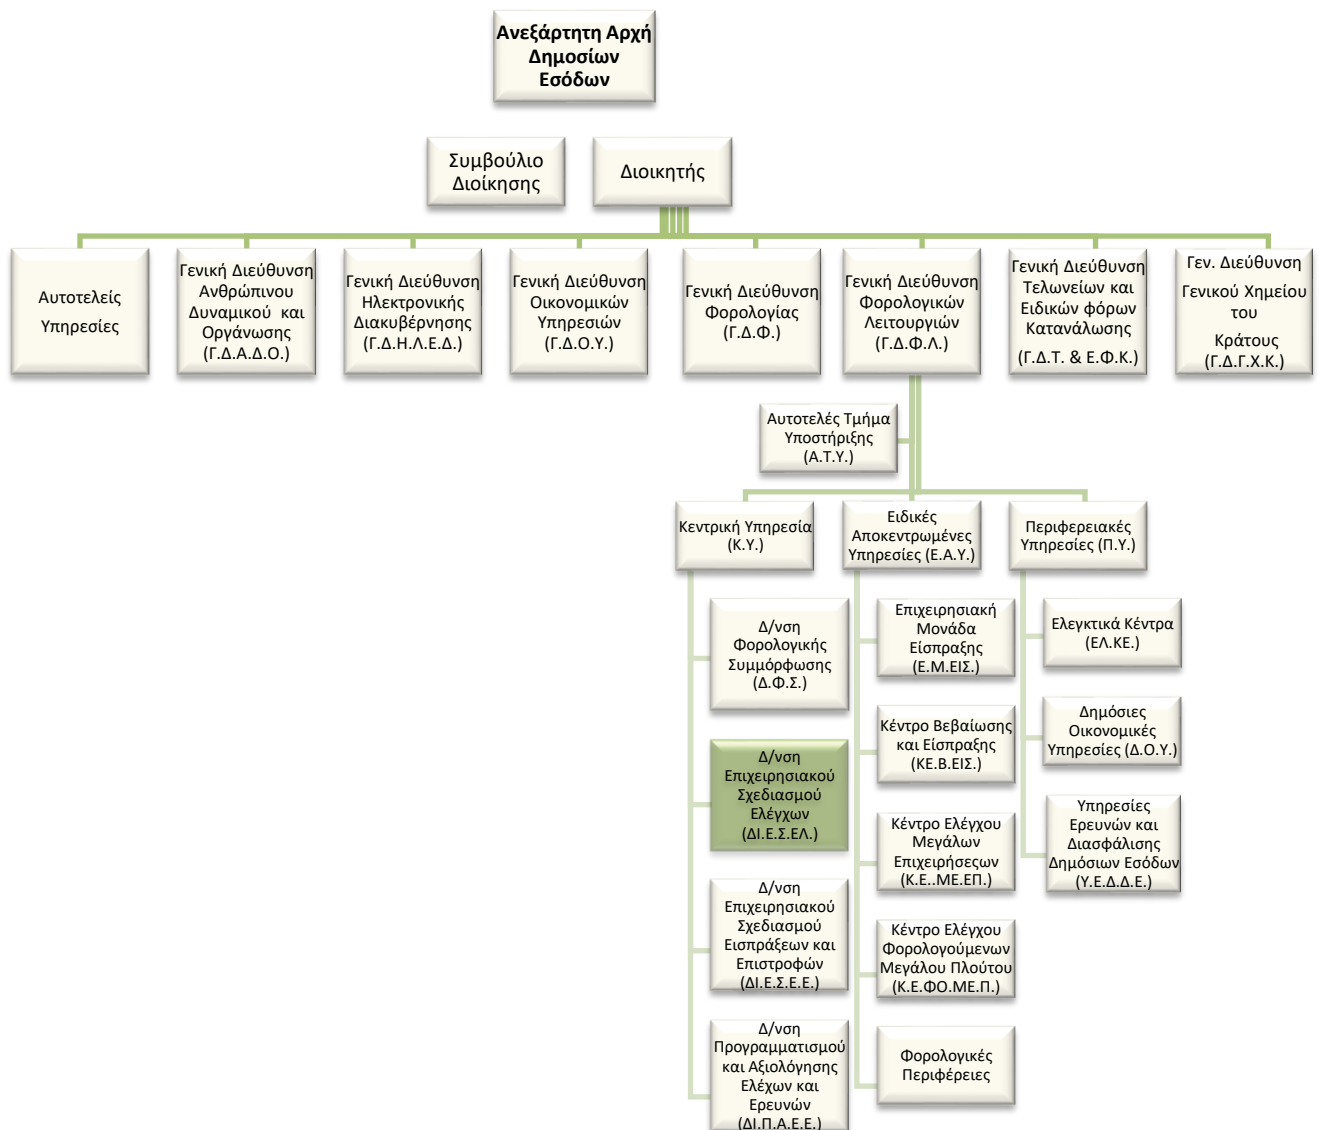 Ανεξάρτητη Αρχή
Δημοσίων
Εσόδων
Συμβούλιο
Διοίκησης
Διοικητής
Αυτοτελείς
Υπηρεσίες
Γενική Διεύθυνση
Ανθρώπινου
Δυναμικού και
Οργάνωσης
(Γ.Δ.Α.Δ.Ο.)
Γενική Διεύθυνση
Ηλεκτρονικής
Διακυβέρνησης
(Γ.Δ.Η.Λ.Ε.Δ.)
Γενική Διεύθυνση
Οικονομικών
Υπηρεσιών
(Γ.Δ.Ο.Υ.)
Γενική Διεύθυνση
Φορολογίας
(Γ.Δ.Φ.)
Γενική Διεύθυνση
Φορολογικών
Λειτουργιών
(Γ.Δ.Φ.Λ.)
Γενική Διεύθυνση
Τελωνείων και
Ειδικών φόρων
Κατανάλωσης
(Γ.Δ.Τ. & Ε.Φ.Κ.)
Γεν. Διεύθυνση
Γενικού Χημείου
του
Κράτους
(Γ.Δ.Γ.Χ.Κ.)
Αυτοτελές Τμήμα
Υποστήριξης
(Α.Τ.Υ.)
Κεντρική Υπηρεσία
(Κ.Υ.)
Δ/νση
Φορολογικής
Συμμόρφωσης
(Δ.Φ.Σ.)
Δ/νση
Επιχειρησιακού
Σχεδιασμού
Ελέγχων
(ΔΙ.Ε.Σ.ΕΛ.)
Δ/νση
Επιχειρησιακού
Σχεδιασμού
Εισπράξεων και
Επιστροφών
(ΔΙ.Ε.Σ.Ε.Ε.)
Δ/νση
Προγραμματισμού
και Αξιολόγησης
Ελέχων και
Ερευνών
(ΔΙ.Π.Α.Ε.Ε.)
Ειδικές
Αποκεντρωμένες
Υπηρεσίες (Ε.Α.Υ.)
Επιχειρησιακή
Μονάδα
Είσπραξης
(Ε.Μ.ΕΙΣ.)
Κέντρο Βεβαίωσης
και Είσπραξης
(ΚΕ.Β.ΕΙΣ.)
Κέντρο Ελέγχου
Μεγάλων
Επιχειρήσεςων
(Κ.Ε..ΜΕ.ΕΠ.)
Κέντρο Ελέγχου
Φορολογούμενων
Μεγάλου Πλούτου
(Κ.Ε.ΦΟ.ΜΕ.Π.)
Φορολογικές
Περιφέρειες
Περιφερειακές
Υπηρεσίες (Π.Υ.)
Ελεγκτικά Κέντρα
(ΕΛ.ΚΕ.)
Δημόσιες
Οικονομικές
Υπηρεσίες (Δ.Ο.Υ.)
Υπηρεσίες
Ερευνών και
Διασφάλισης
Δημόσιων Εσόδων
(Υ.Ε.Δ.Δ.Ε.)